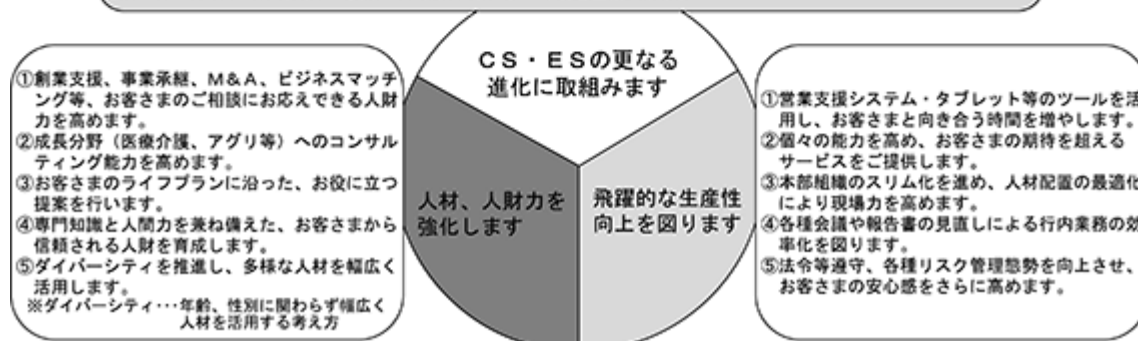 CS・ESの更なる
進化に取組みます
①創業支援、事業承継、M&A、ビジネスマッチ
ング等、お客さまのご相談にお応えできる人財
力を高めます。
②成長分野（医療介護、アグリ等）へのコンサル
ティング能力を高めます。
③お客さまのライフプランに沿った、お役に立つ
提案を行います。
④専門知識と人間力を兼ね備えた、お客さまから
信頼される人財を育成します。
⑤ダイバーシティを推進し、多様な人材を幅広く
活用します。
※ダイバーシティ･･･年齢、性別に関わらず幅広く
人材を活用する考え方
人材、人財力を
強化します
飛躍的な生産性
向上を図ります
①営業支援システム・タブレット等のツールを活
用し、お客さまと向き合う時間を増やします。
②個々の能力を高め、お客さまの期待を超える
サービスをご提供します。
③本部組織のスリム化を進め、人材配置の最適化
により現場力を高めます。
④各種会議や報告書の見直しによる行内業務の効
率化を図ります。
⑤法令等遵守、各種リスク管理態勢を向上させ、
お客さまの安心感をさらに高めます。